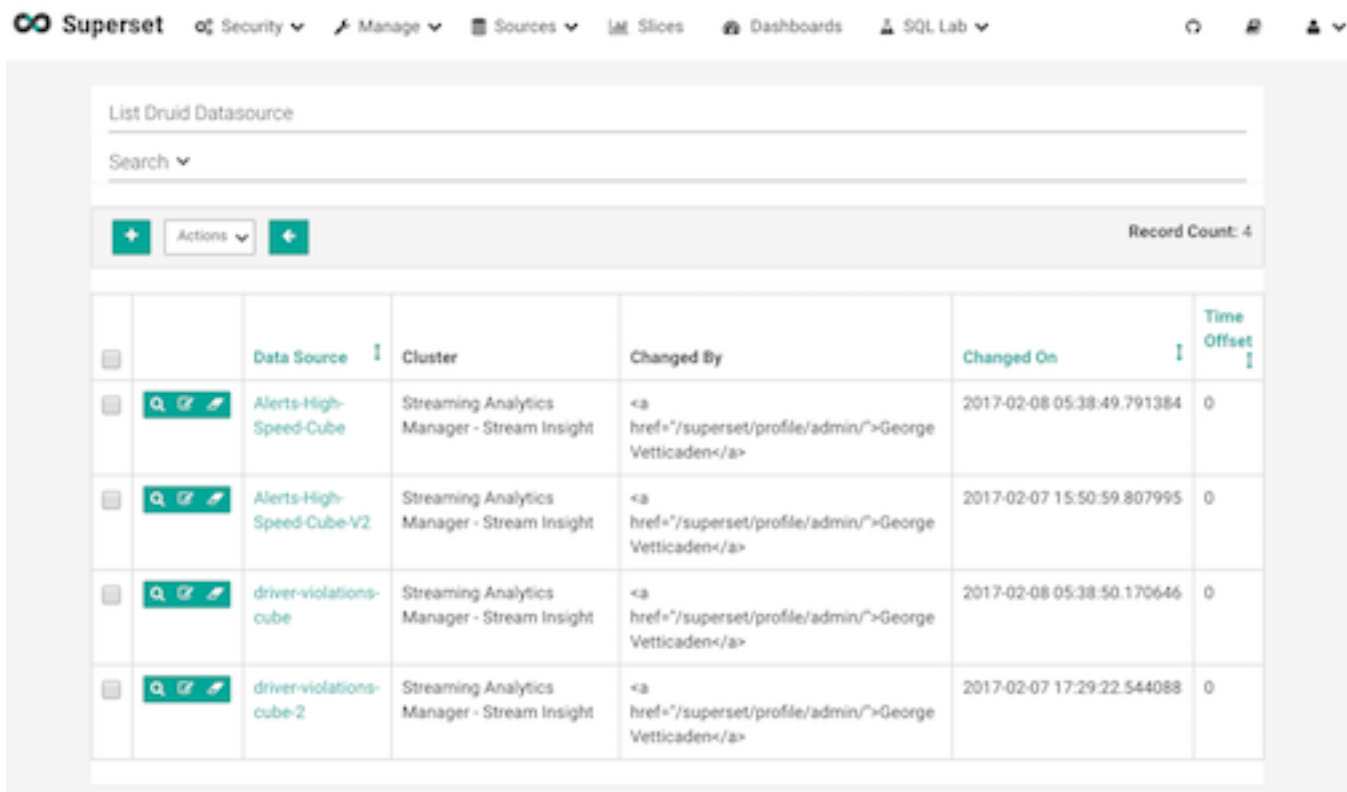 Superset Security Manage Sources Slices Dashboards SQL Lab
List Druid Datasource
Search
Actions
Record Count: 4
Data Source Cluster Changed By Changed On Time Offset
Alerts-High-
Speed-Cube
Streaming Analytics
Manager - Stream Insight
<a
href="/superset/profile/admin/">George
Vetticaden</a>
2017-02-08 05:38:49.791384
0
Alerts-High-
Speed-Cube-V2
Streaming Analytics
Manager - Stream Insight
<a
href="/superset/profile/admin/">George
Vetticaden</a>
2017-02-07 15:50:59.807995
0
driver-violations-
cube
Streaming Analytics
Manager - Stream Insight
<a
href="/superset/profile/admin/">George
Vetticaden</a>
2017-02-08 05:38:50.170646
0
driver-violations-
cube-2
Streaming Analytics
Manager - Stream Insight
<a
href="/superset/profile/admin/">George
Vetticaden</a>
2017-02-07 17:29:22.544088
0